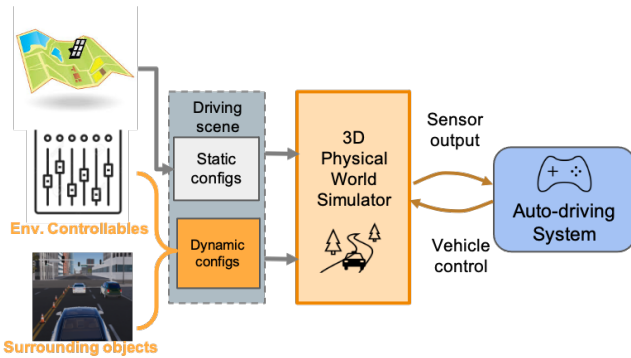 Driving
scene
Static
configs
Dynamic
configs
Env. Controllables
Surrounding objects
3D
Physical
World
Simulator
Sensor
output
Vehicle
control
Auto-driving
System